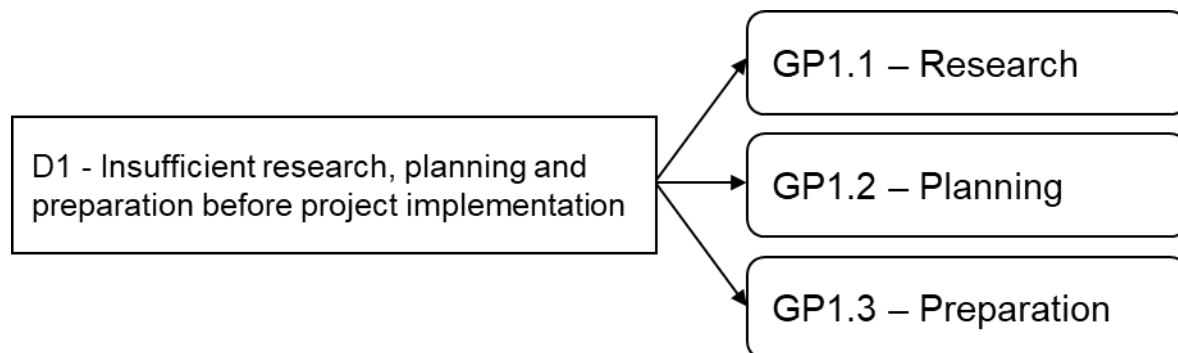 D1 - Insufficient research, planning and
preparation before project implementation
GP1.1 – Research
GP1.2 – Planning
GP1.3 – Preparation